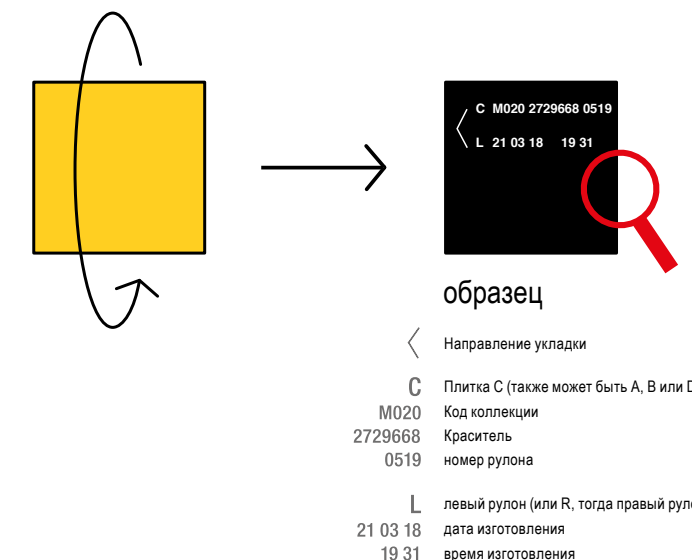 C M020 2729668 0519
L 21 03 18 19 31
образец
Направление укладки
C Плитка C (также может быть A, B или D
M020 Код коллекции
2729668 Краситель
0519 номер рулона
L левый рулон (или R, тогда правый
21 03 18 дата изготовления
19 31 время изготовления